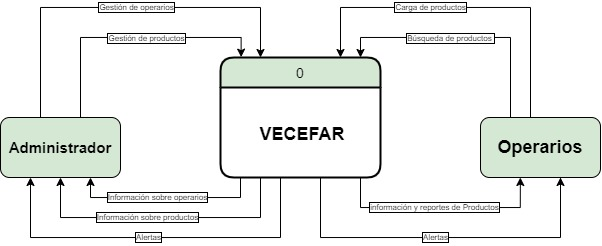 Gestión de operarios
Carga de productos
Gestión de productos
Búsqueda de productos
0
VECEFAR
Administrador
Operarios
Información sobre operarios
información y reportes de Productos
Información sobre productos
Alertas
Alertas